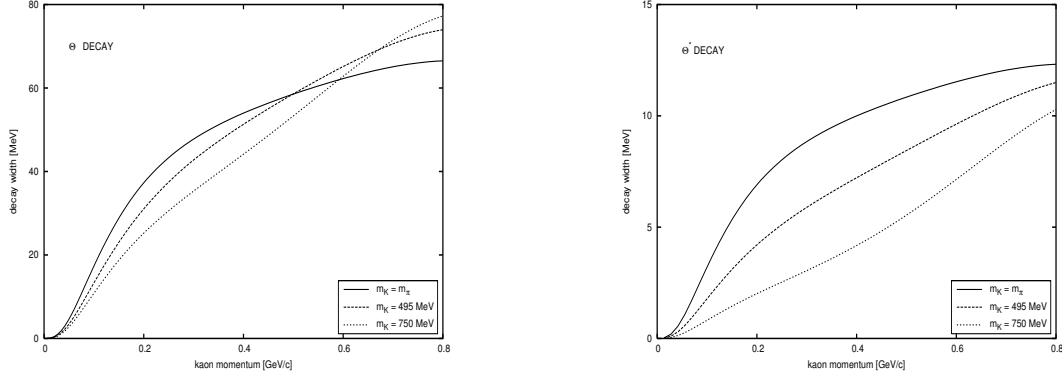 80
60
40
20
0
0
0.2
0.4
0.6
0.8
decay width [MeV]
kaon momentum [GeV/c]
Θ DECAY
m_K = m_π
m_K = 495 MeV
m_K = 750 MeV
15
10
5
0
0
0.2
0.4
0.6
0.8
decay width [MeV]
kaon momentum [GeV/c]
Θ* DECAY
m_K = m_π
m_K = 495 MeV
m_K = 750 MeV